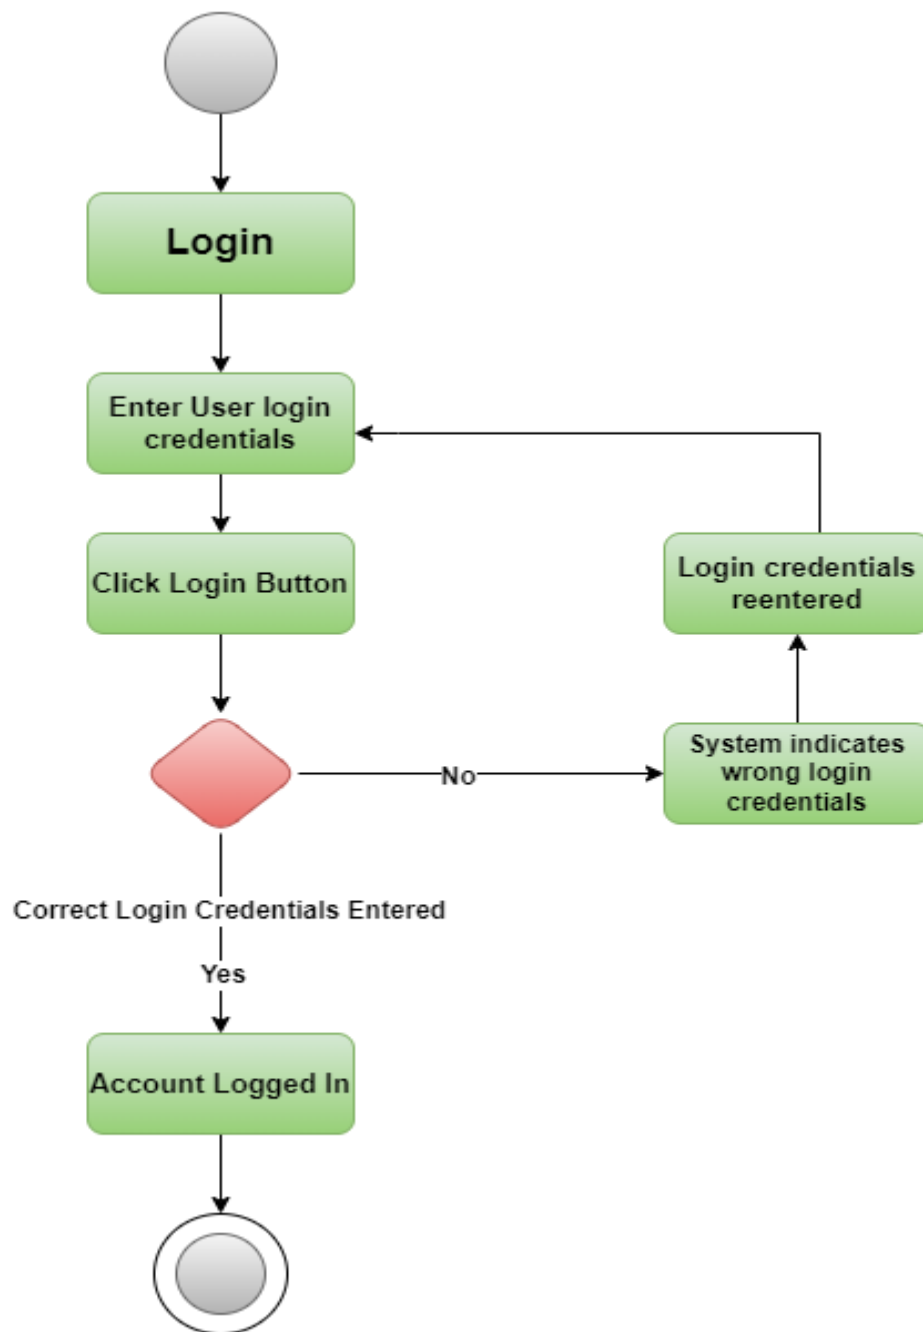 Login
Enter User login
credentials
Click Login Button
Login credentials
reentered
No
System indicates
wrong login
credentials
Correct Login Credentials Entered
Yes
Account Logged In